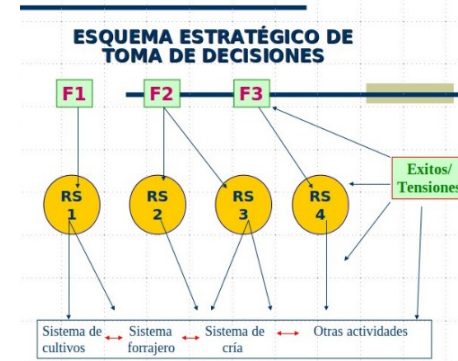 ESQUEMA ESTRATÉGICO DE
TOMA DE DECISIONES
F1
F2
F3
Exitos/
Tensiones
RS
1
RS
2
RS
3
RS
4
Sistema de
cultivos
Sistema
forrajero
Sistema de
cría
Otras actividades